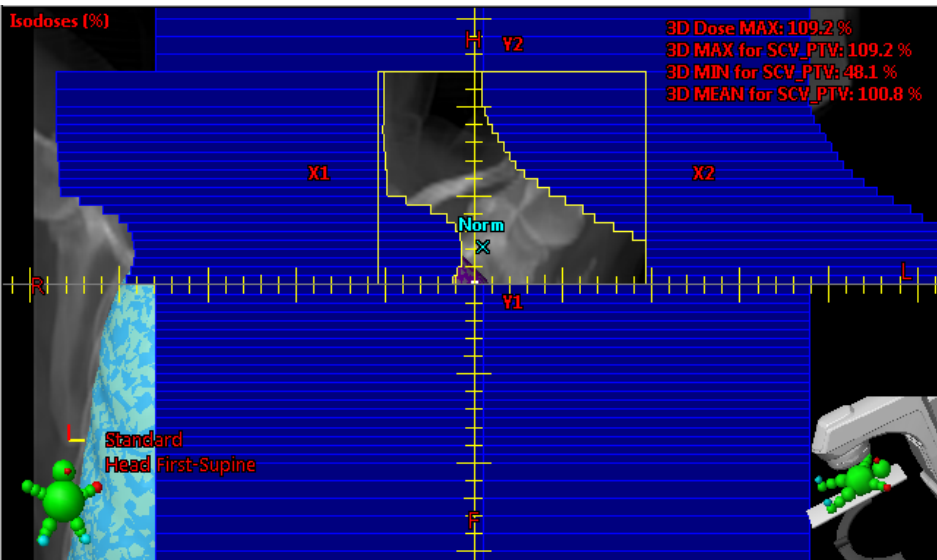 Isodoses (%)
H
Y2
3D Dose MAX: 109.2 %
3D MAX for SCV_PTV: 109.2 %
3D MIN for SCV_PTV: 48.1 %
3D MEAN for SCV_PTV: 100.8 %
X1
X2
Norm
R
L
Y1
Standard
Head First-Supine
F